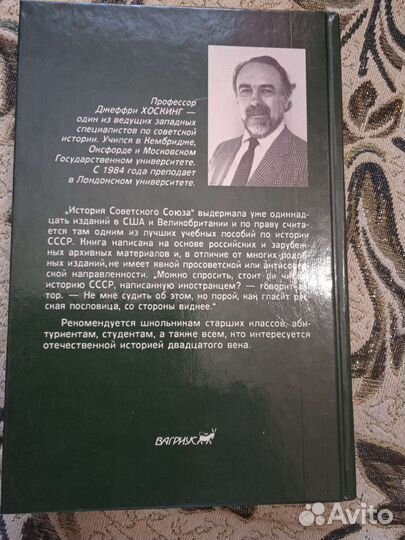 Профессор
Джеффри ХОСКИНГ —
один из ведущих западных
специалистов по советской
истории. Учился в Кембридже,
Оксфорде и Московском
Государственном университете.
С 1984 года преподает
в Лондонском университете.
„История Советского Союза" выдержала уже одиннад-
цать изданий в США и Великобритании и по праву счита-
ется там одним из лучших учебных пособий по истории
СССР. Книга написана на основе российских и зарубеж-
ных архивных материалов и, в отличие от многих подоб-
ных изданий, не имеет явной просоветской или антисов-
етской направленности. „Можно спросить, стоит ли читать
историю СССР, написанную иностранцем? — говорит ав-
тор. — Не мне судить об этом, но порой, как гласит рус-
ская пословица, со стороны виднее."
Рекомендуется школьникам старших классов, аби-
туриентам, студентам, а также всем, кто интересуется
отечественной историей двадцатого века.
ВАГРИУС
Avito